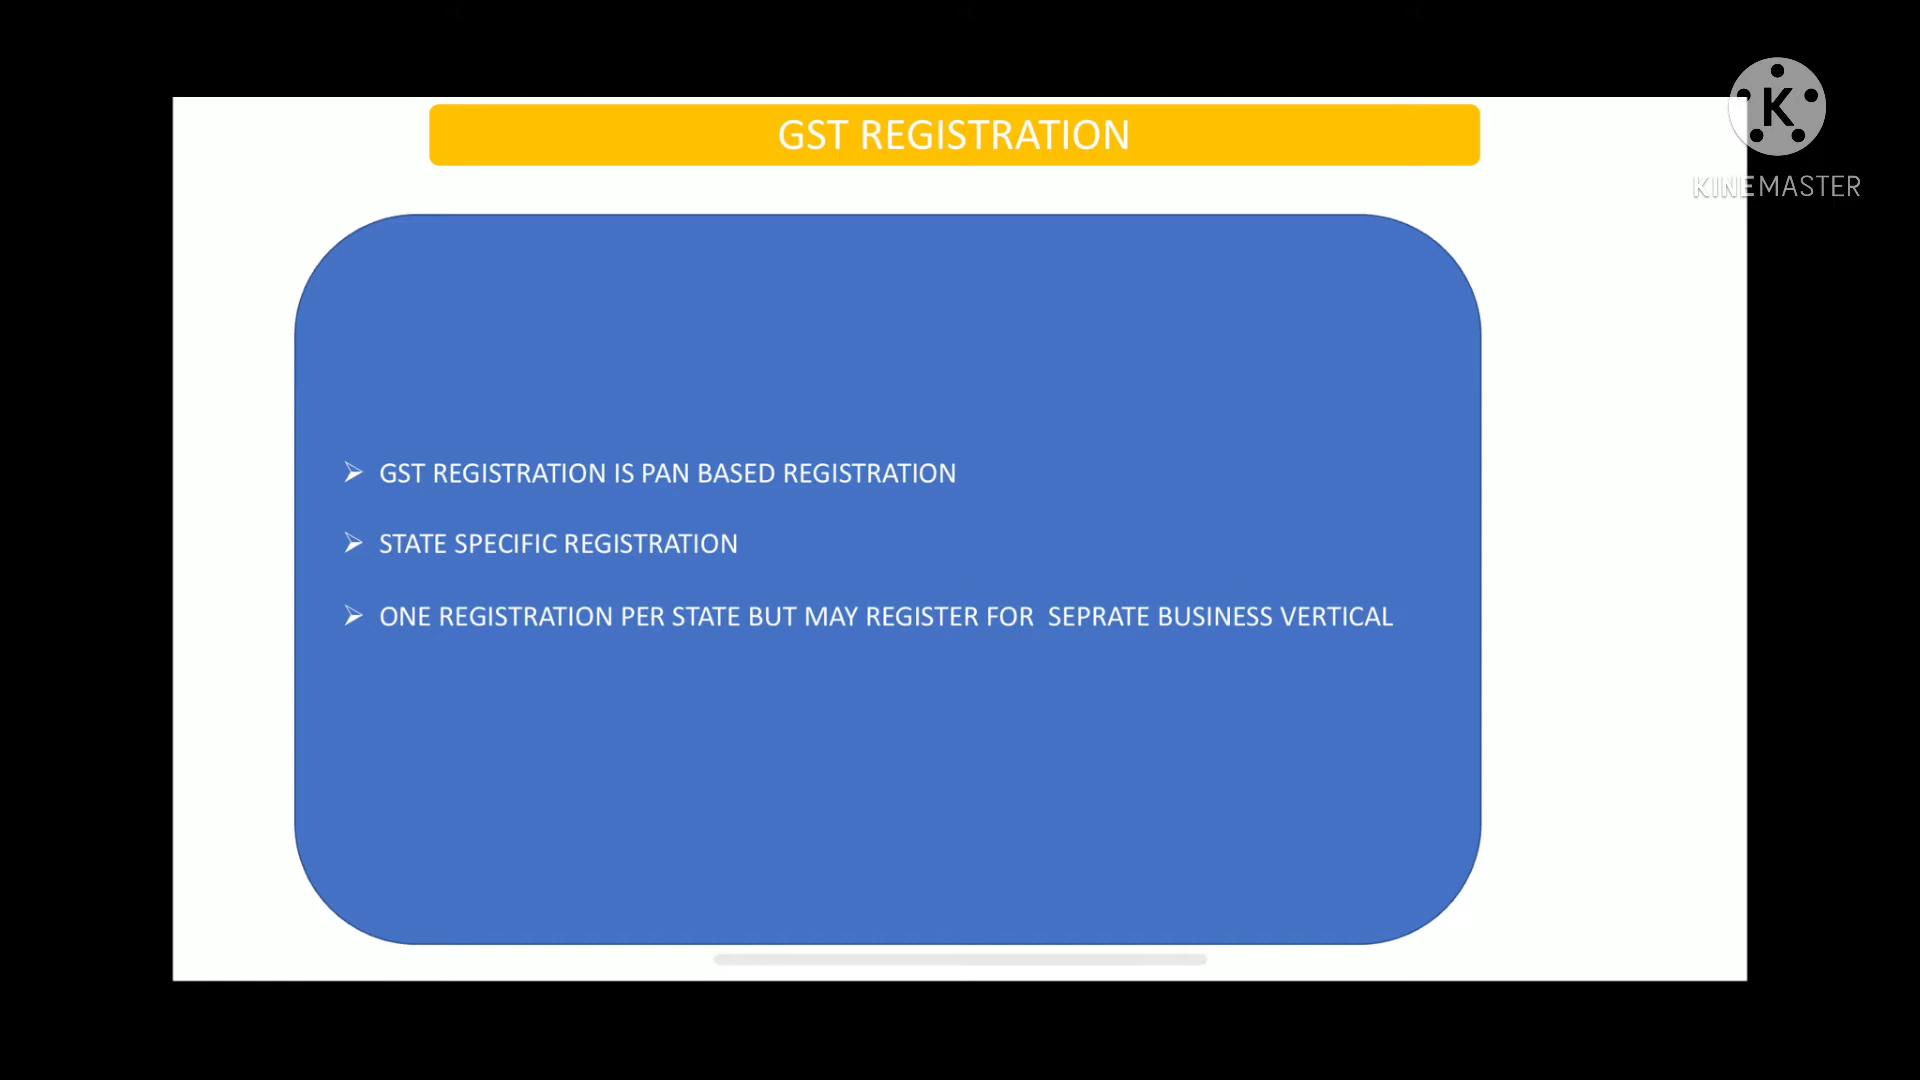 GST REGISTRATION
K
KINEMASTER
GST REGISTRATION IS PAN BASED REGISTRATION
STATE SPECIFIC REGISTRATION
ONE REGISTRATION PER STATE BUT MAY REGISTER FOR  SEPRATE BUSINESS VERTICAL